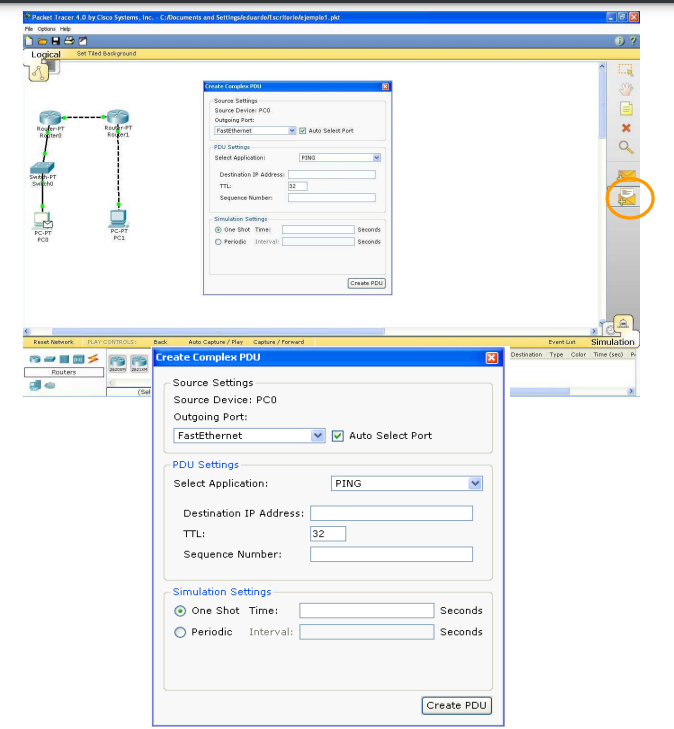 Packet Tracer 4.0 by Cisco Systems, Inc. - C:/Documents and Settings/eduardo/Escritorio/ejemplo1.pkt
File Options Help
Logical Set Tiled Background
Create Complex PDU
Source Settings
Source Device: PC0
Outgoing Port:
FastEthernet Auto Select Port
PDU Settings
Select Application: PING
Destination IP Address:
TTL: 32
Sequence Number:
Simulation Settings
One Shot Time: Seconds
Periodic Interval: Seconds
Create PDU
Router-PT
Router0
Router-PT
Router1
Switch-PT
Switch0
PC-PT
PC0
PC-PT
PC1
Reset Network PLAY CONTROLS: Back Auto Capture / Play Capture / Forward Event List Simulation
Routers
2620XM 2621XM
(Sel
Destination Type Color Time (sec)
Create Complex PDU
Source Settings
Source Device: PC0
Outgoing Port:
FastEthernet Auto Select Port
PDU Settings
Select Application: PING
Destination IP Address:
TTL: 32
Sequence Number:
Simulation Settings
One Shot Time: Seconds
Periodic Interval: Seconds
Create PDU